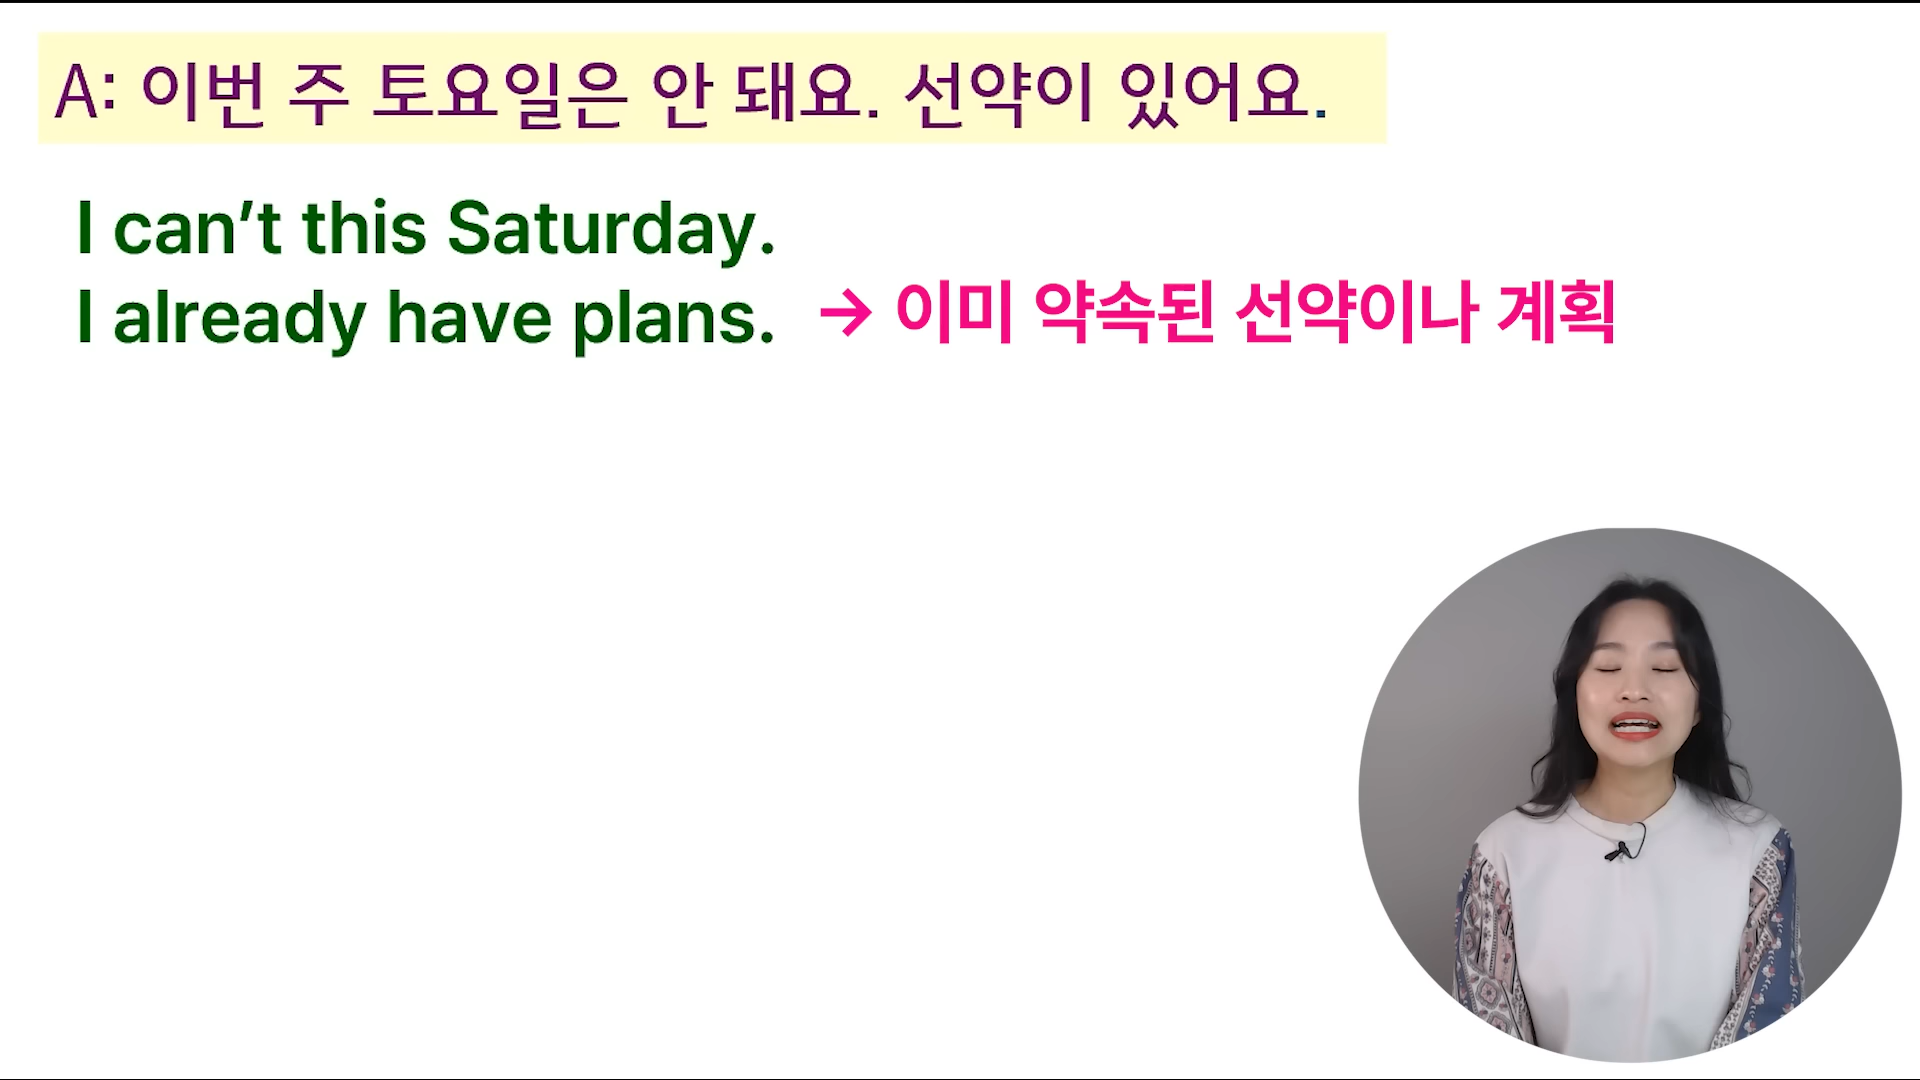 A: 이번 주 토요일은 안 돼요. 선약이 있어요.
I can’t this Saturday.
I already have plans. → 이미 약속된 선약이나 계획